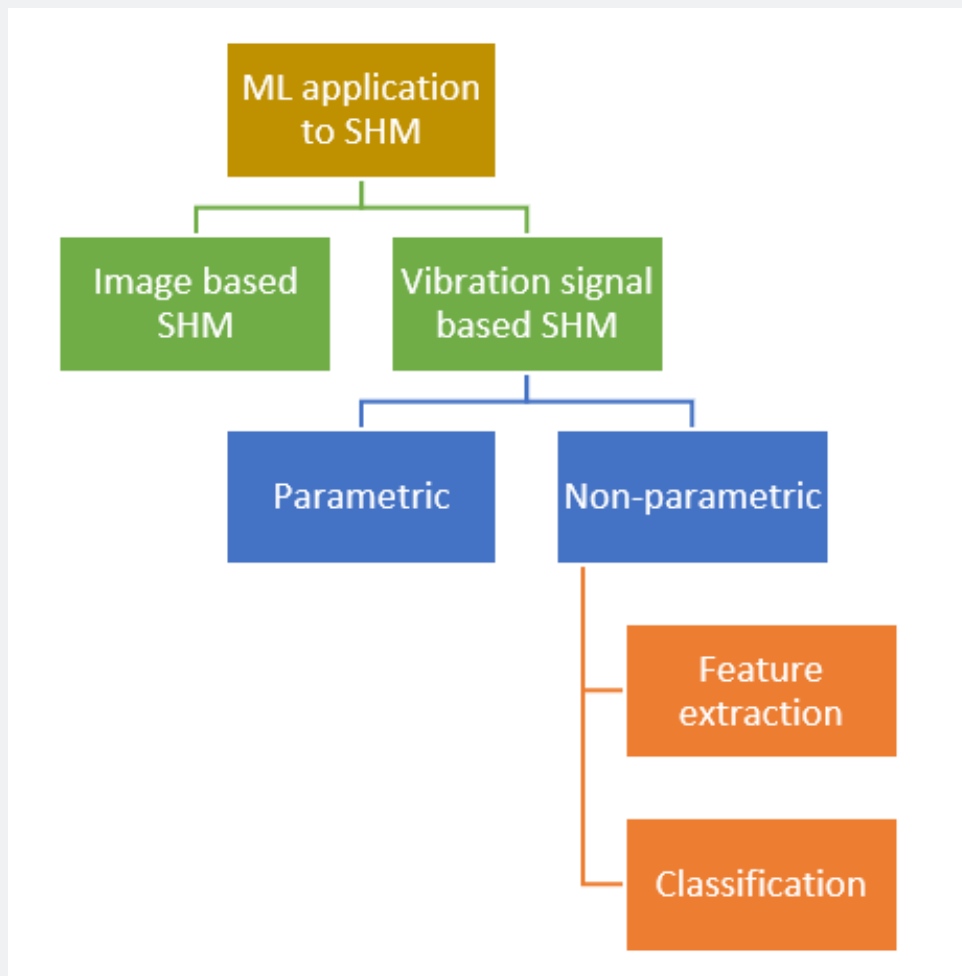 ML application
to SHM
Image based
SHM
Vibration signal
based SHM
Parametric
Non-parametric
Feature
extraction
Classification